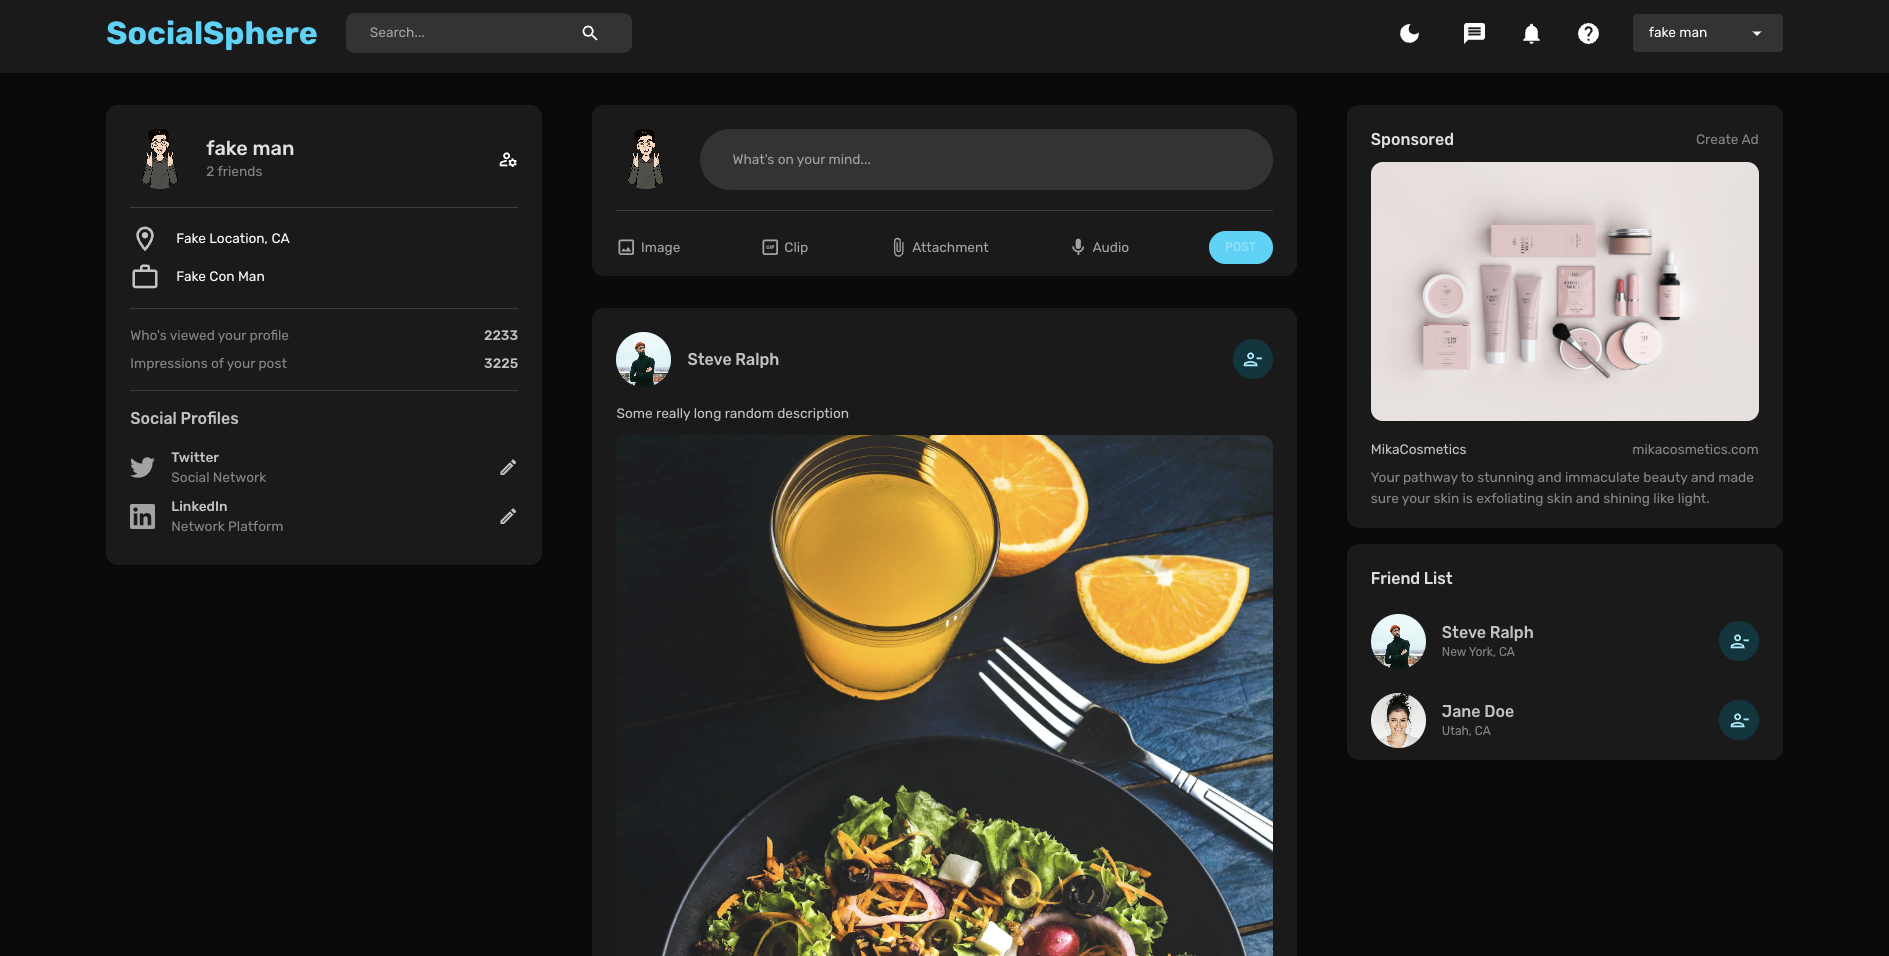 SocialSphere
Search...
fake man
fake man
2 friends
Fake Location, CA
Fake Con Man
Who's viewed your profile 2233
Impressions of your post 3225
Social Profiles
Twitter
Social Network
LinkedIn
Network Platform
What's on your mind...
Image Clip Attachment Audio POST
Steve Ralph
Some really long random description
Sponsored Create Ad
MikaCosmetics mikacosmetics.com
Your pathway to stunning and immaculate beauty and made
sure your skin is exfoliating skin and shining like light.
Friend List
Steve Ralph
New York, CA
Jane Doe
Utah, CA